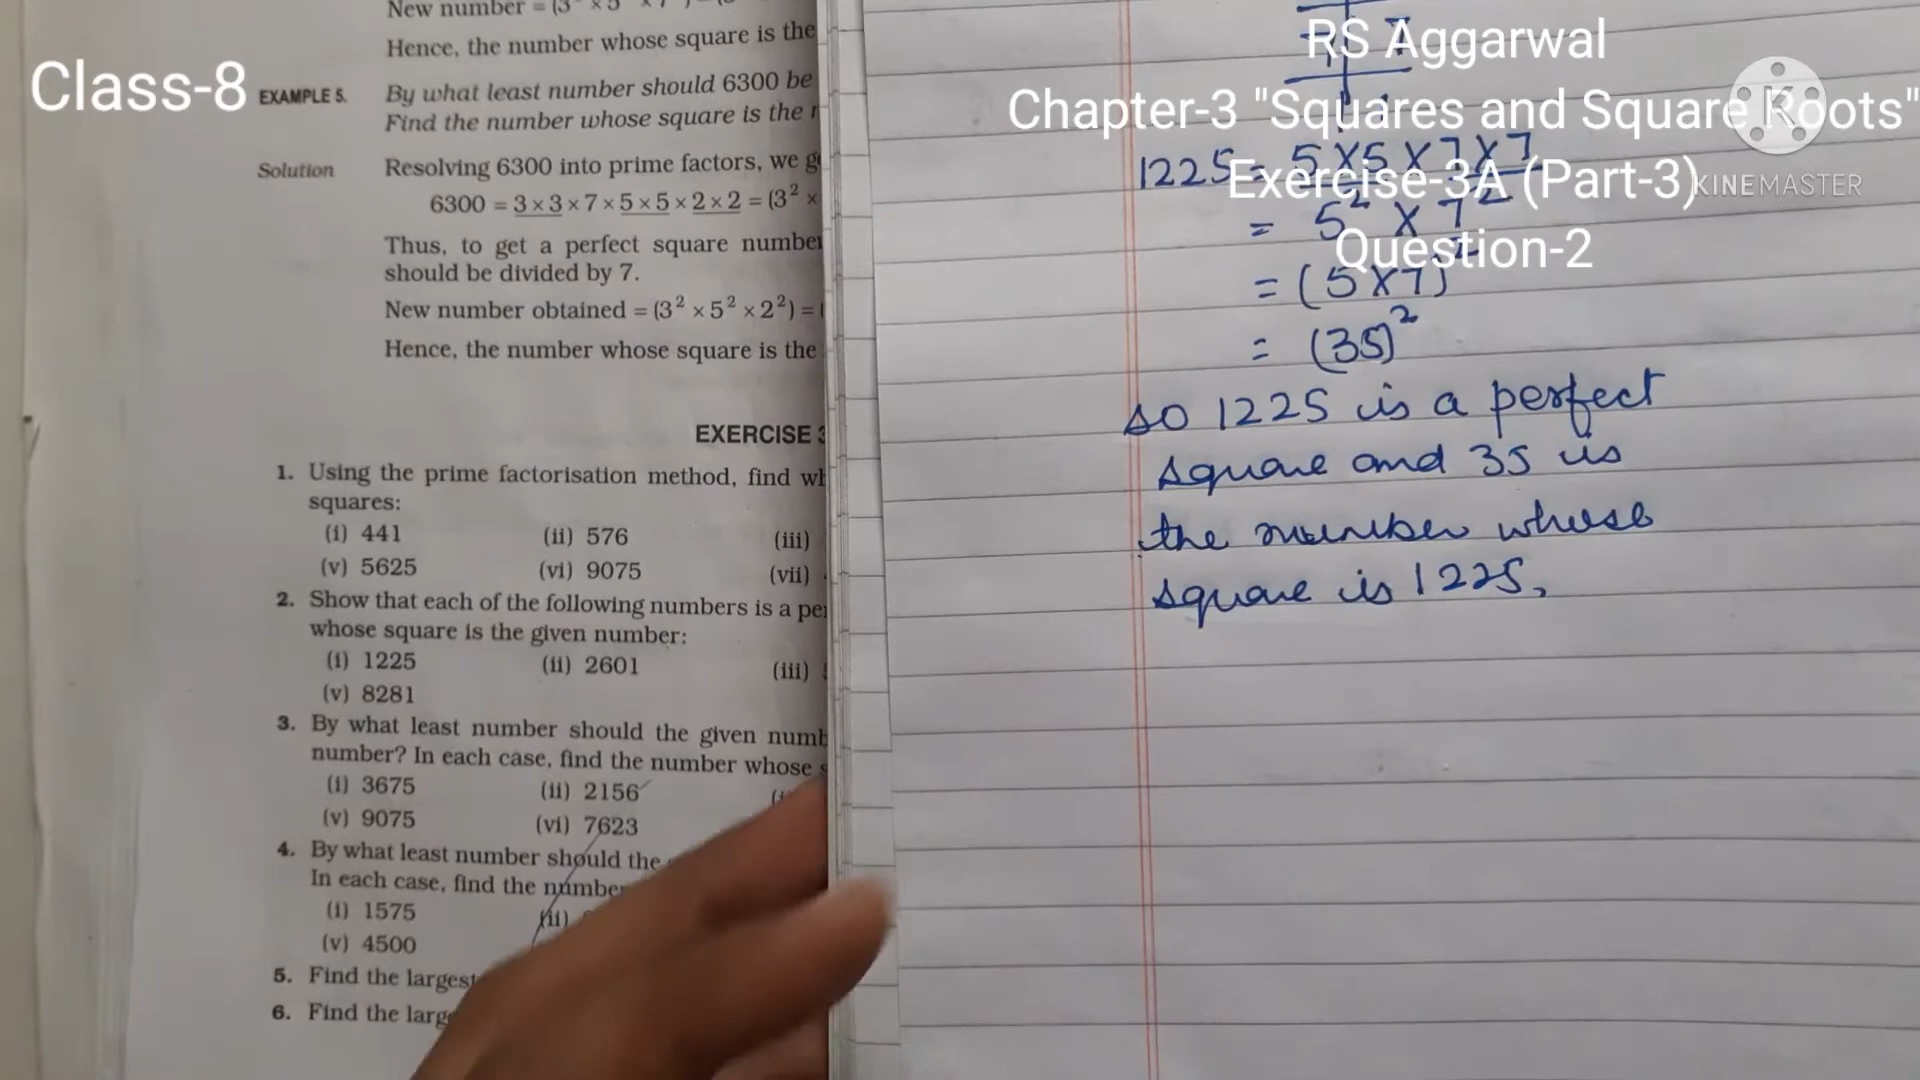 Class-8
RS Aggarwal
Chapter-3 "Squares and Square Roots"
Exercise-3A (Part-3)
Question-2
KINEMASTER
New number = (3
Hence, the number whose square is the
EXAMPLE 5. By what least number should 6300 be
Find the number whose square is the
Solution Resolving 6300 into prime factors, we
6300 = 3 × 3 × 7 × 5 × 5 × 2 × 2 = (3² ×
Thus, to get a perfect square number
should be divided by 7.
New number obtained = (3² × 5² × 2²) =
Hence, the number whose square is the
EXERCISE 3
1. Using the prime factorisation method, find
squares:
(i) 441 (ii) 576 (iii)
(v) 5625 (vi) 9075 (vii)
2. Show that each of the following numbers is a
whose square is the given number:
(i) 1225 (ii) 2601 (iii)
(v) 8281
3. By what least number should the given
number? In each case, find the number whose
(i) 3675 (ii) 2156
(v) 9075 (vi) 7623
4. By what least number should the
In each case, find the
(i) 1575 (ii)
(v) 4500
5. Find the largest
6. Find the
1225 = 5 × 5 × 7 × 7
= 5² × 7²
= (5×7)²
= (35)²
so 1225 is a perfect
square and 35 is
the number whose
square is 1225.